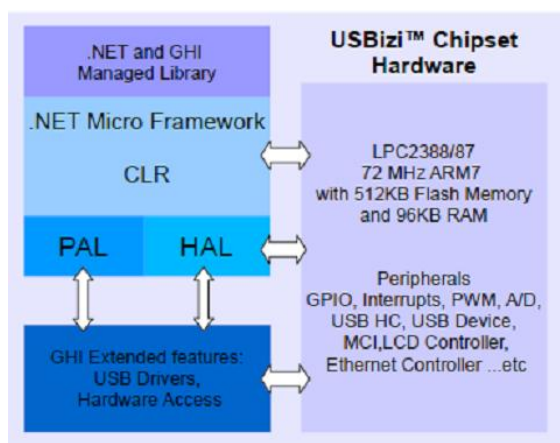 .NET and GHI
Managed Library
.NET Micro Framework
CLR
PAL
HAL
GHI Extended features:
USB Drivers,
Hardware Access
USBizi™ Chipset
Hardware
LPC2388/87
72 MHz ARM7
with 512KB Flash Memory
and 96KB RAM
Peripherals
GPIO, Interrupts, PWM, A/D,
USB HC, USB Device,
MCI,LCD Controller,
Ethernet Controller ...etc